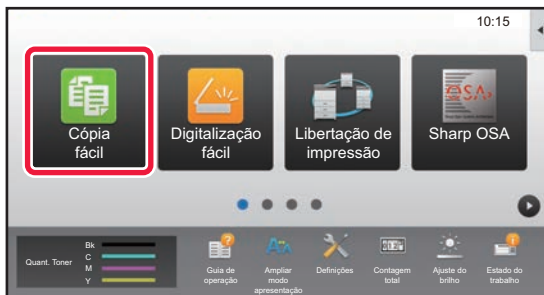 10:15
Cópia
fácil
Digitalização
fácil
Libertação de
impressão
Sharp OSA
Quant. Toner
Bk
C
M
Y
Guia de
operação
Ampliar
modo
apresentação
Definições
Contagem
total
Ajuste do
brilho
Estado do
trabalho